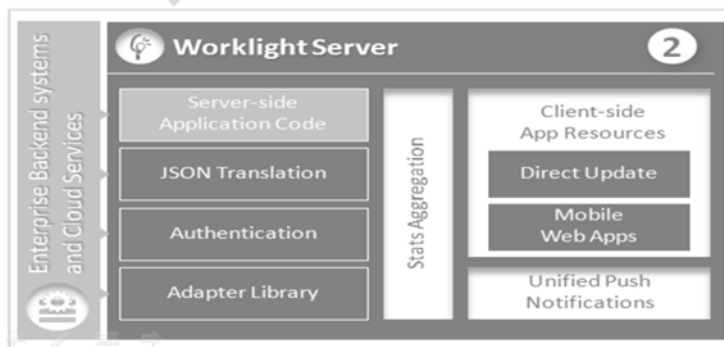 Enterprise Backend systems
and Cloud Services
Worklight Server
2
Server-side
Application Code
JSON Translation
Authentication
Adapter Library
Stats Aggregation
Client-side
App Resources
Direct Update
Mobile
Web Apps
Unified Push
Notifications